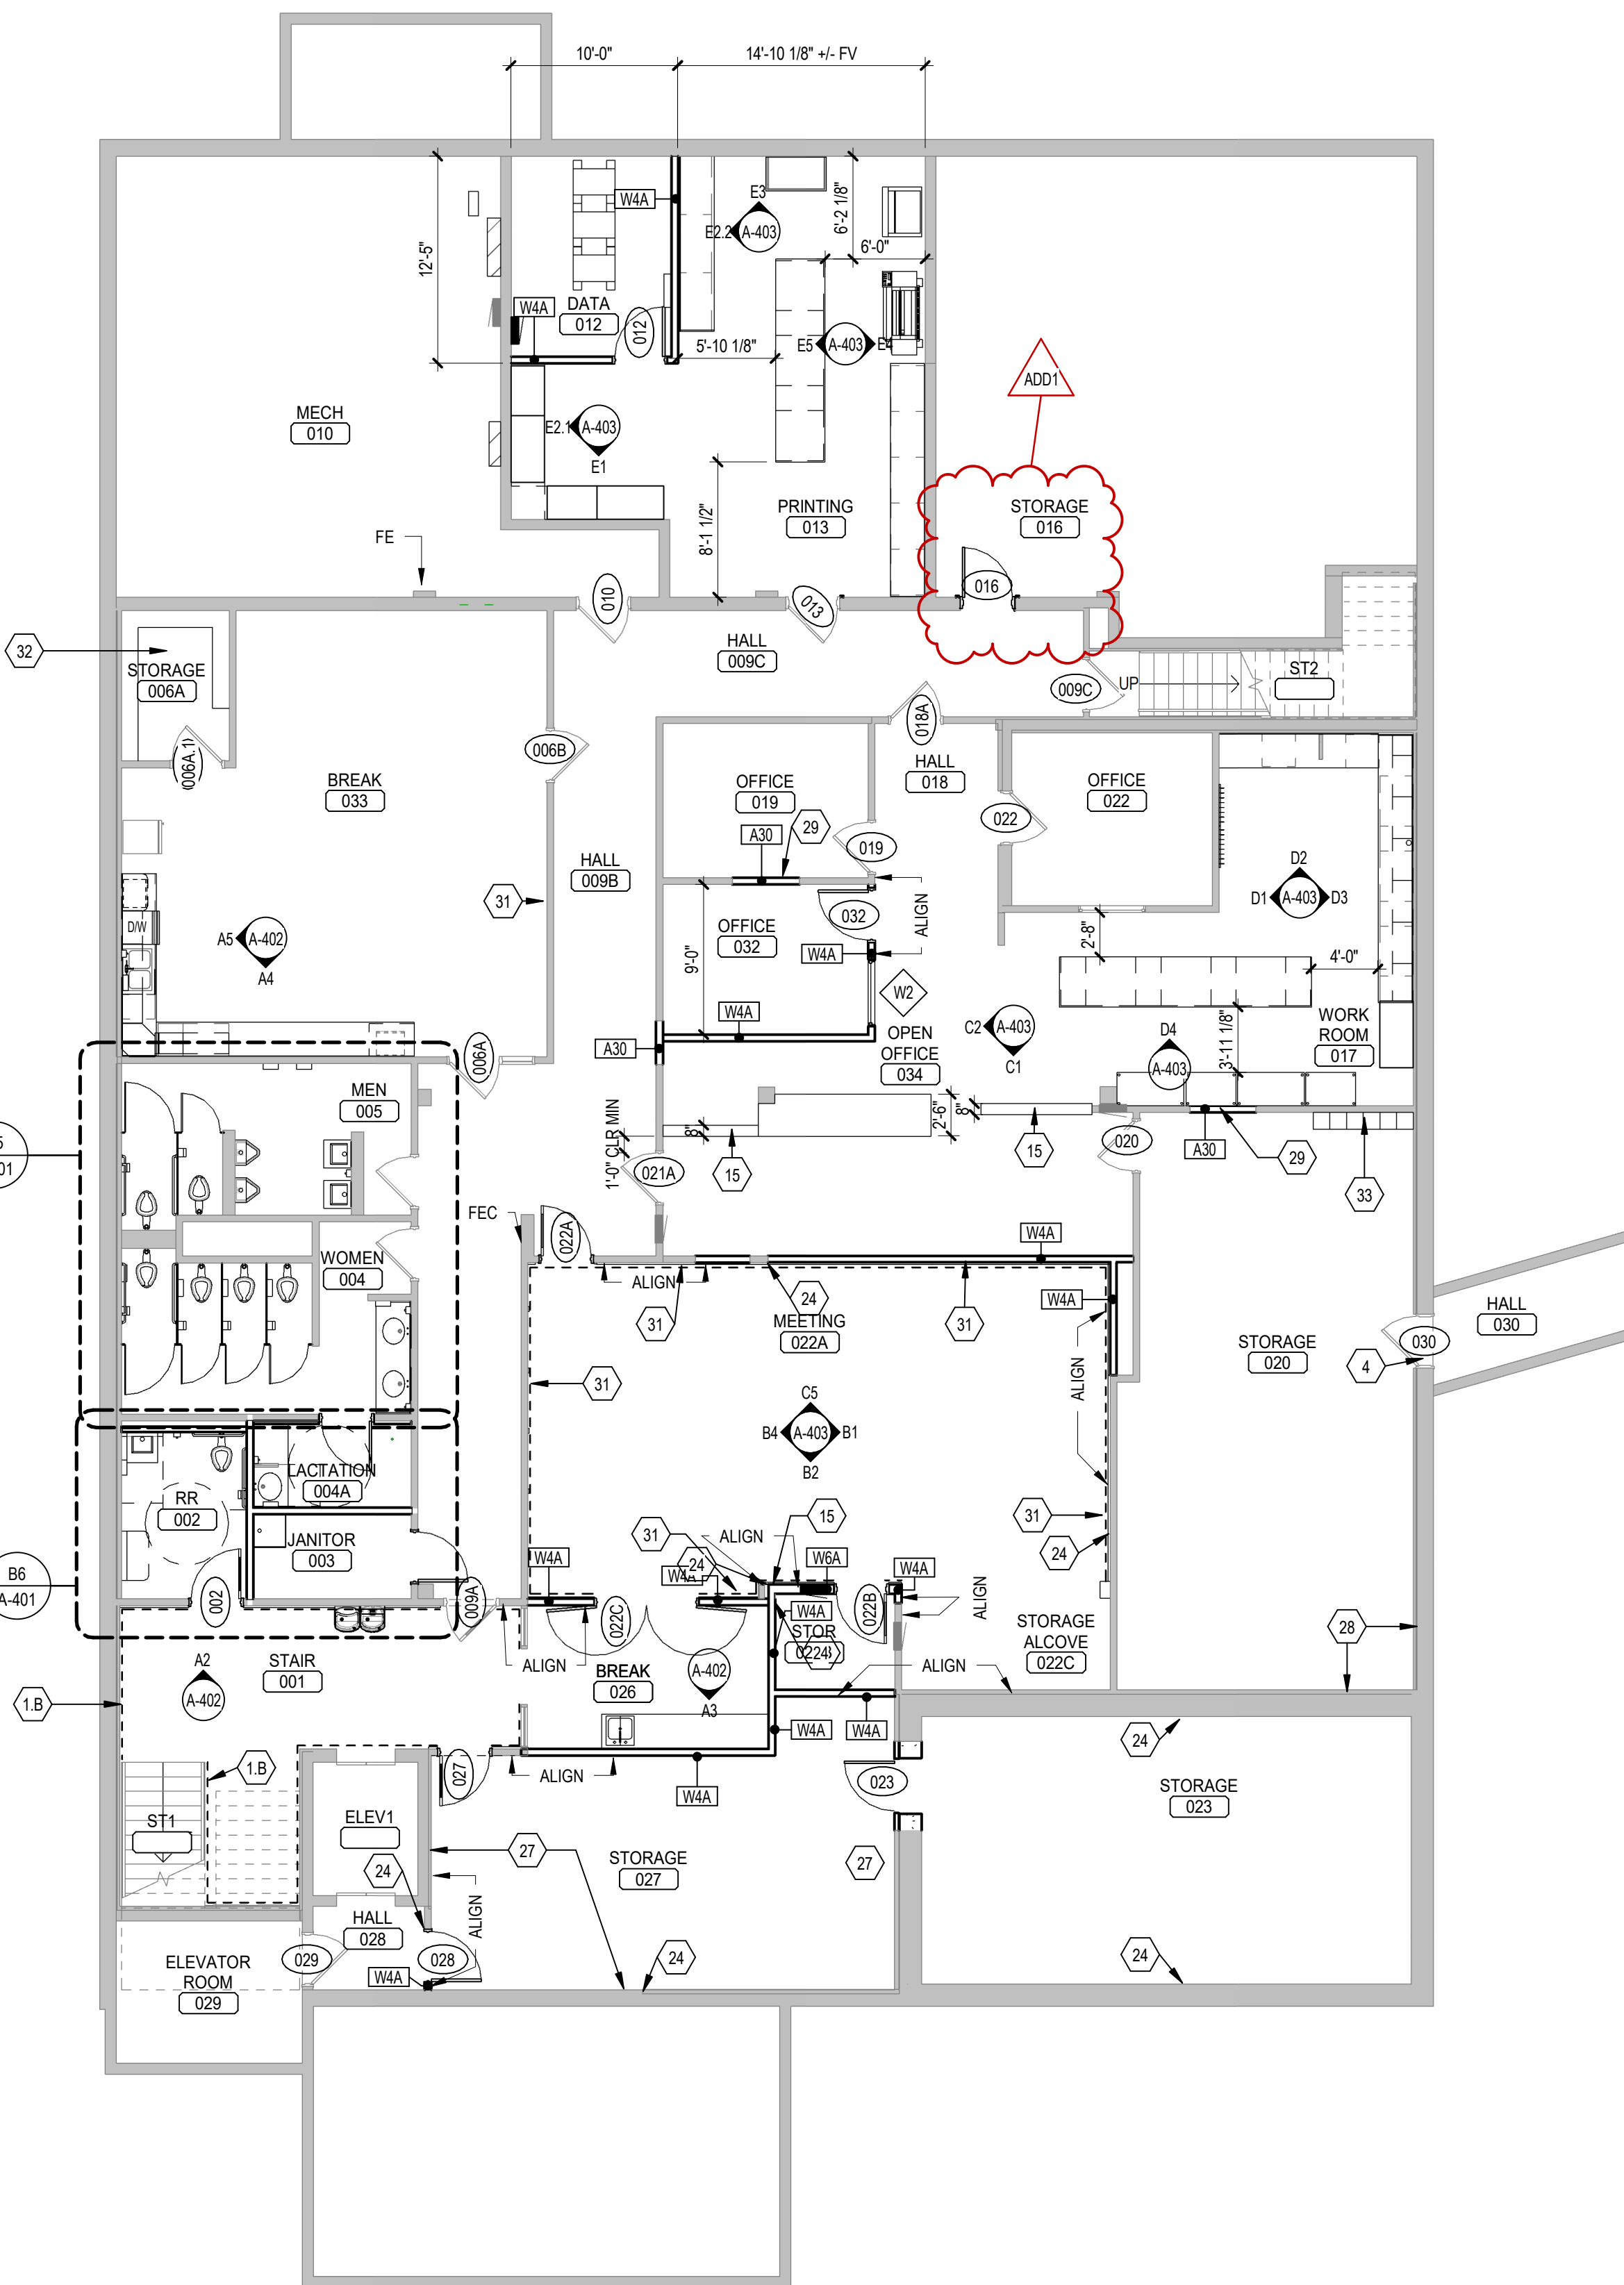 10'-0"
14'-10 1/8" +/- FV
12'-5"
W4A
E3
E2.2
A-403
6'-2 1/8"
6'-0"
W4A
DATA
012
012
5'-10 1/8"
E5
A-403
E4
ADD1
MECH
010
E2.1
A-403
E1
PRINTING
013
8'-1 1/2"
STORAGE
016
016
FE
010
013
32
STORAGE
006A
HALL
009C
009C
UP
ST2
018A
006A.1)
006B
BREAK
033
OFFICE
019
HALL
018
OFFICE
022
A30
29
019
022
HALL
009B
31
D2
D1
A-403
D3
D/W
A5
A-402
A4
OFFICE
032
032
ALIGN
W4A
9'-0"
2'-8"
4'-0"
W2
W4A
C2
A-403
C1
D4
A-403
3'-11 1/8"
WORK
ROOM
017
A30
OPEN
OFFICE
034
006A
MEN
005
8"
2'-6"
8"
15
15
020
A30
29
33
1'-0" CLR MIN
021A
5
01
FEC
022A
W4A
WOMEN
004
ALIGN
24
31
MEETING
022A
31
W4A
HALL
030
030
4
STORAGE
020
ALIGN
31
C5
B4
A-403
B1
B2
LACTATION
004A
RR
002
31
15
24
JANITOR
003
31
ALIGN
24
W4A
W4A
W6A
W4A
B6
A-401
002
009A
022C
022B
ALIGN
W4A
STOR
STORAGE
ALCOVE
022C
28
A2
A-402
STAIR
001
ALIGN
BREAK
026
A-402
A3
ALIGN
1.B
W4A
W4A
24
1.B
027
ALIGN
W4A
023
STORAGE
023
ST1
ELEV1
24
27
STORAGE
027
27
ALIGN
HALL
028
029
028
W4A
24
24
ELEVATOR
ROOM
029